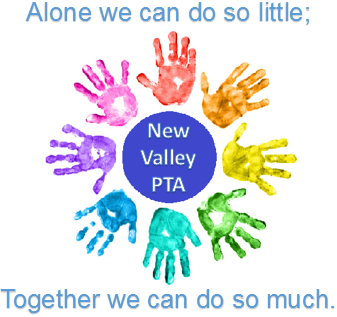 Alone we can do so little;
New
Valley
PTA
Together we can do so much.